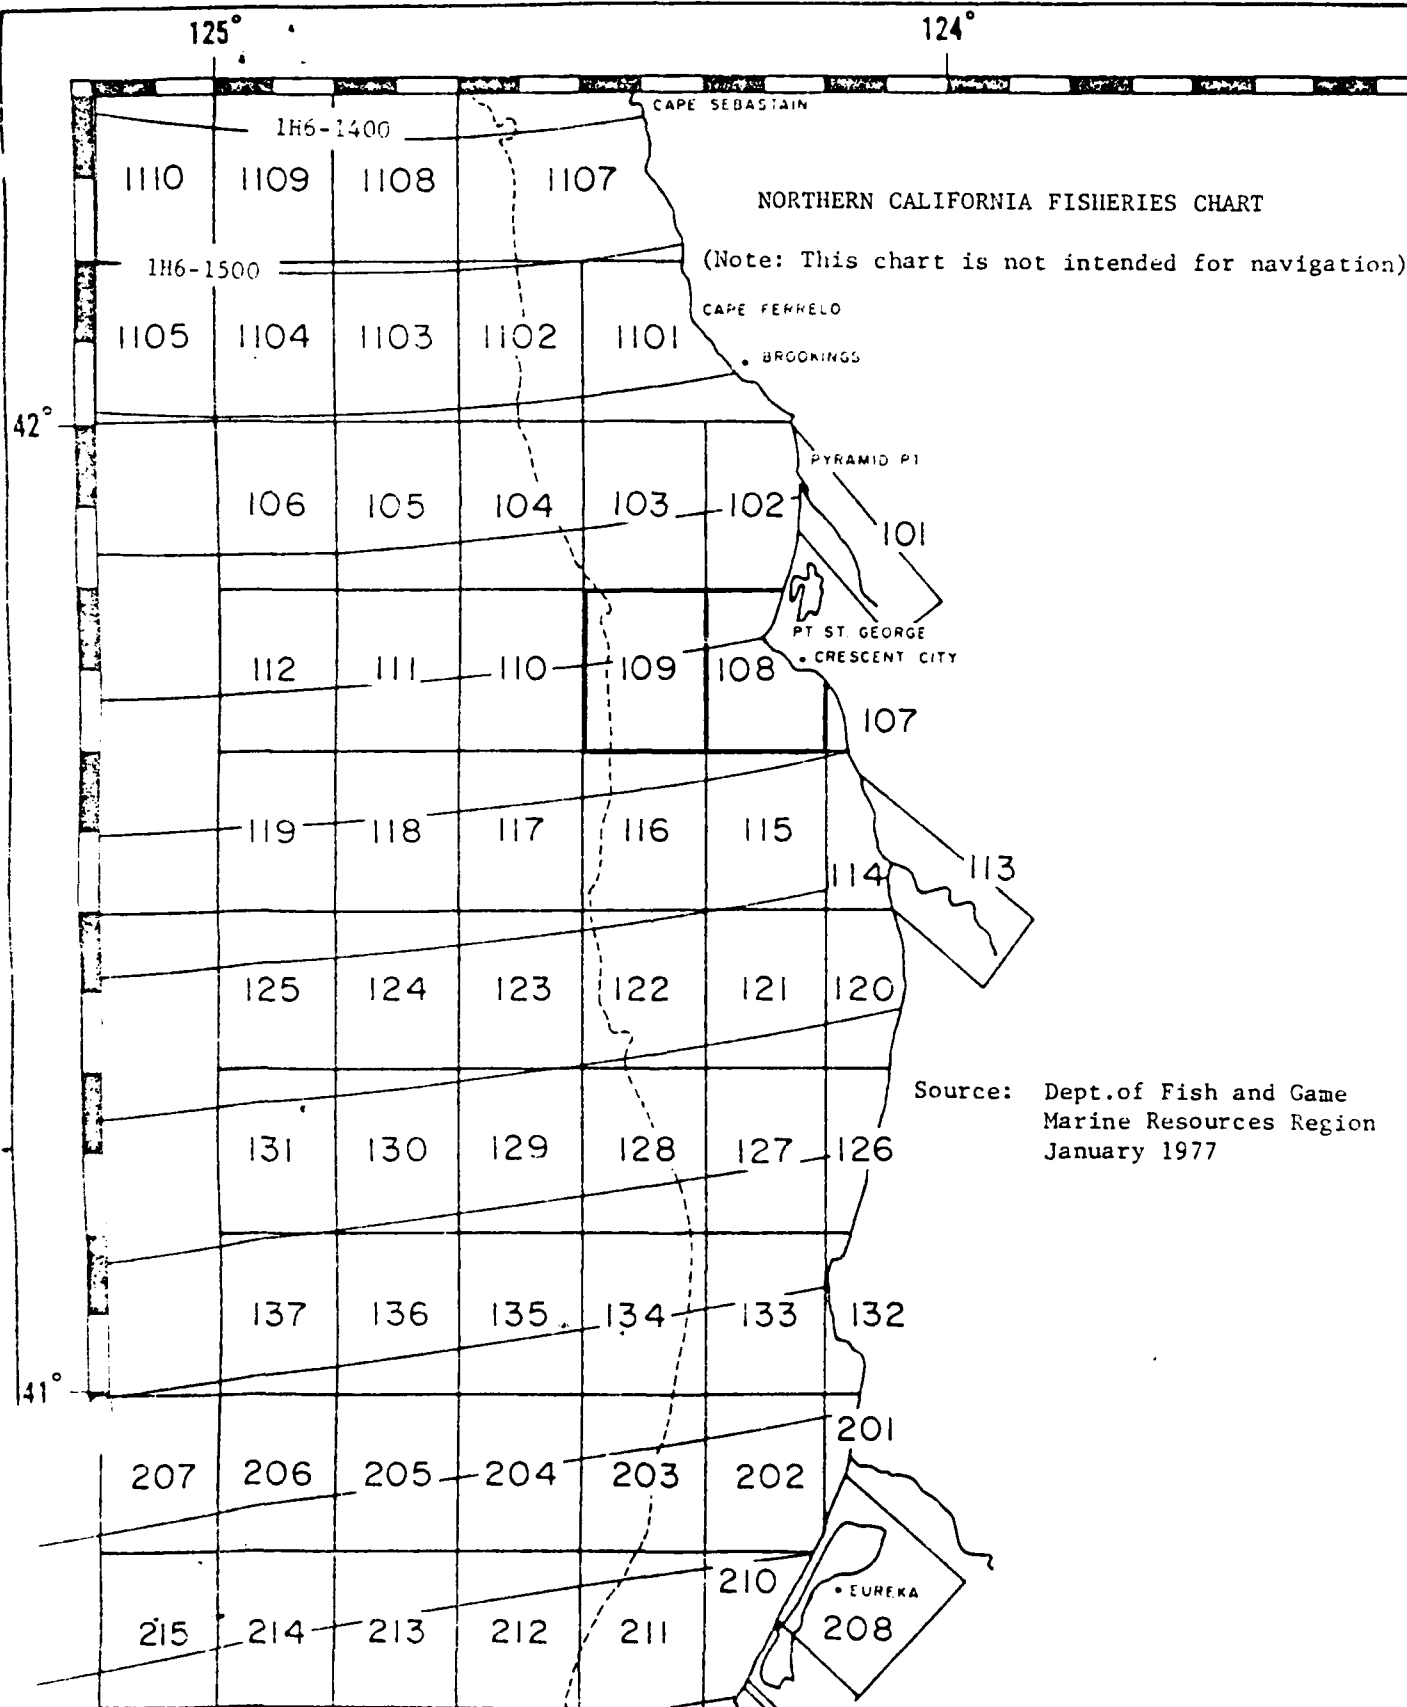 125° 124°
CAPE SEBASTAIN
1H6-1400
1110 1109 1108 1107
NORTHERN CALIFORNIA FISHERIES CHART
(Note: This chart is not intended for navigation)
1H6-1500
CAPE FERRELO
1105 1104 1103 1102 1101
BROOKINGS
42°
PYRAMID PT
106 105 104 103 102
101
PT ST. GEORGE
CRESCENT CITY
112 111 110 109 108
107
119 118 117 116 115
114 113
125 124 123 122 121 120
Source: Dept.of Fish and Game
Marine Resources Region
January 1977
131 130 129 128 127 126
137 136 135 134 133 132
41°
201
207 206 205 204 203 202
210
EUREKA
215 214 213 212 211 208